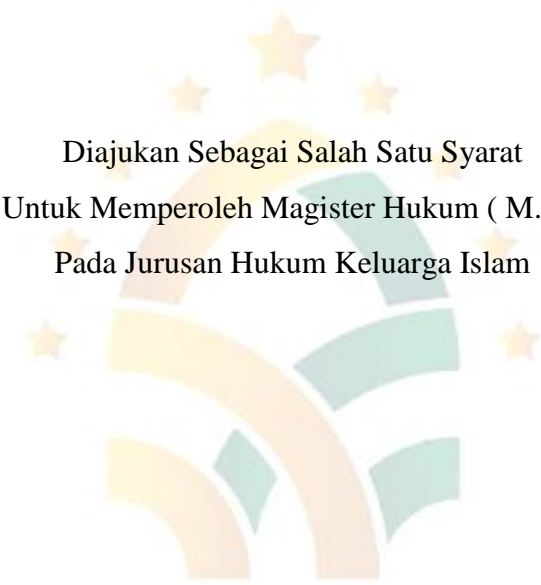 Diajukan Sebagai Salah Satu Syarat
Untuk Memperoleh Magister Hukum ( M.
Pada Jurusan Hukum Keluarga Islam